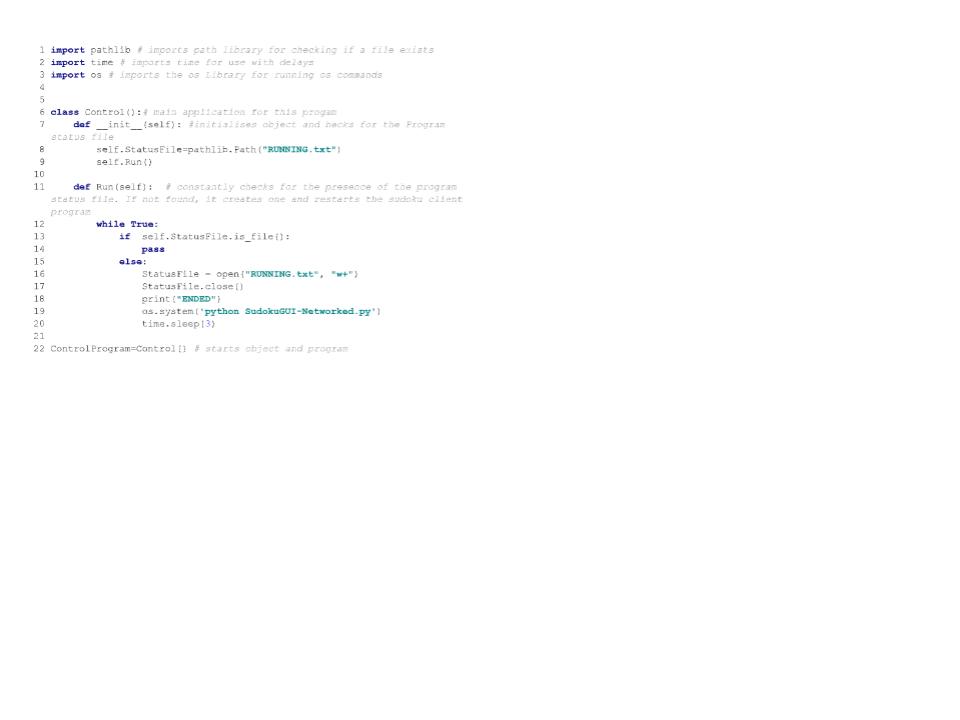 1 import pathlib # imports path library for checking if a file exists
2 import time # imports time for use with delays
3 import os # imports the os Library for running os commands
4
5
6 class Control():# main application for this progam
7     def __init__(self): #initialises object and hecks for the Program
status file
8         self.StatusFile=pathlib.Path("RUNNING.txt")
9         self.Run()
10
11     def Run(self):  # constantly checks for the presence of the program
status file. If not found, it creates one and restarts the sudoku client
program
12         while True:
13             if  self.StatusFile.is_file():
14                 pass
15             else:
16                 StatusFile = open("RUNNING.txt", "w+")
17                 StatusFile.close()
18                 print("ENDED")
19                 os.system('python SudokuGUI-Networked.py')
20                 time.sleep(3)
21
22 ControlProgram=Control() # starts object and program